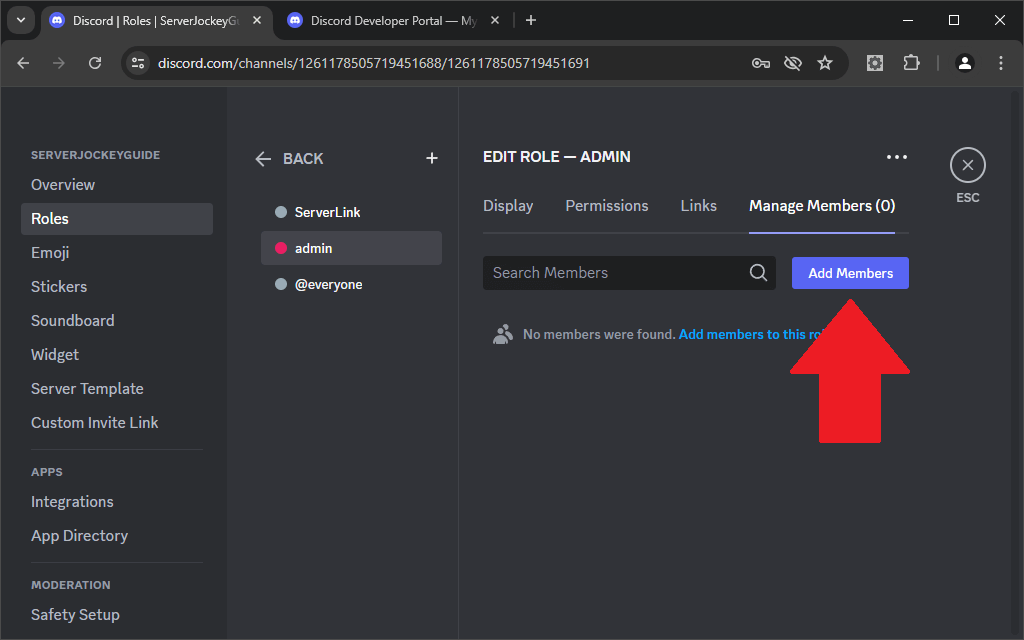 Discord | Roles | ServerJockeyGu
Discord Developer Portal — My
discord.com/channels/1261178505719451688/1261178505719451691
SERVERJOCKEYGUIDE
Overview
Roles
Emoji
Stickers
Soundboard
Widget
Server Template
Custom Invite Link
APPS
Integrations
App Directory
MODERATION
Safety Setup
BACK
ServerLink
admin
@everyone
EDIT ROLE — ADMIN
Display
Permissions
Links
Manage Members (0)
Search Members
Add Members
No members were found. Add members to this
ESC